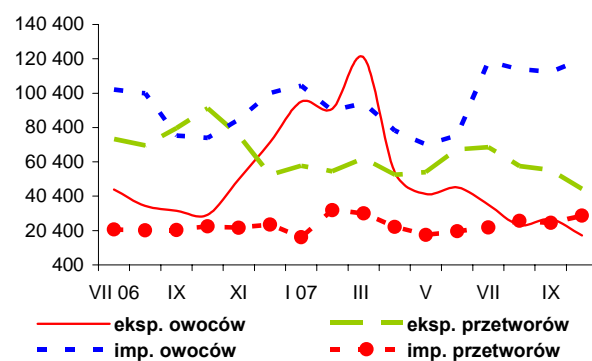 140 400
120 400
100 400
80 400
60 400
40 400
20 400
400
VII 06 IX XI I 07 III V VII IX
eksp. owoców eksp. przetworów
imp. owoców imp. przetworów